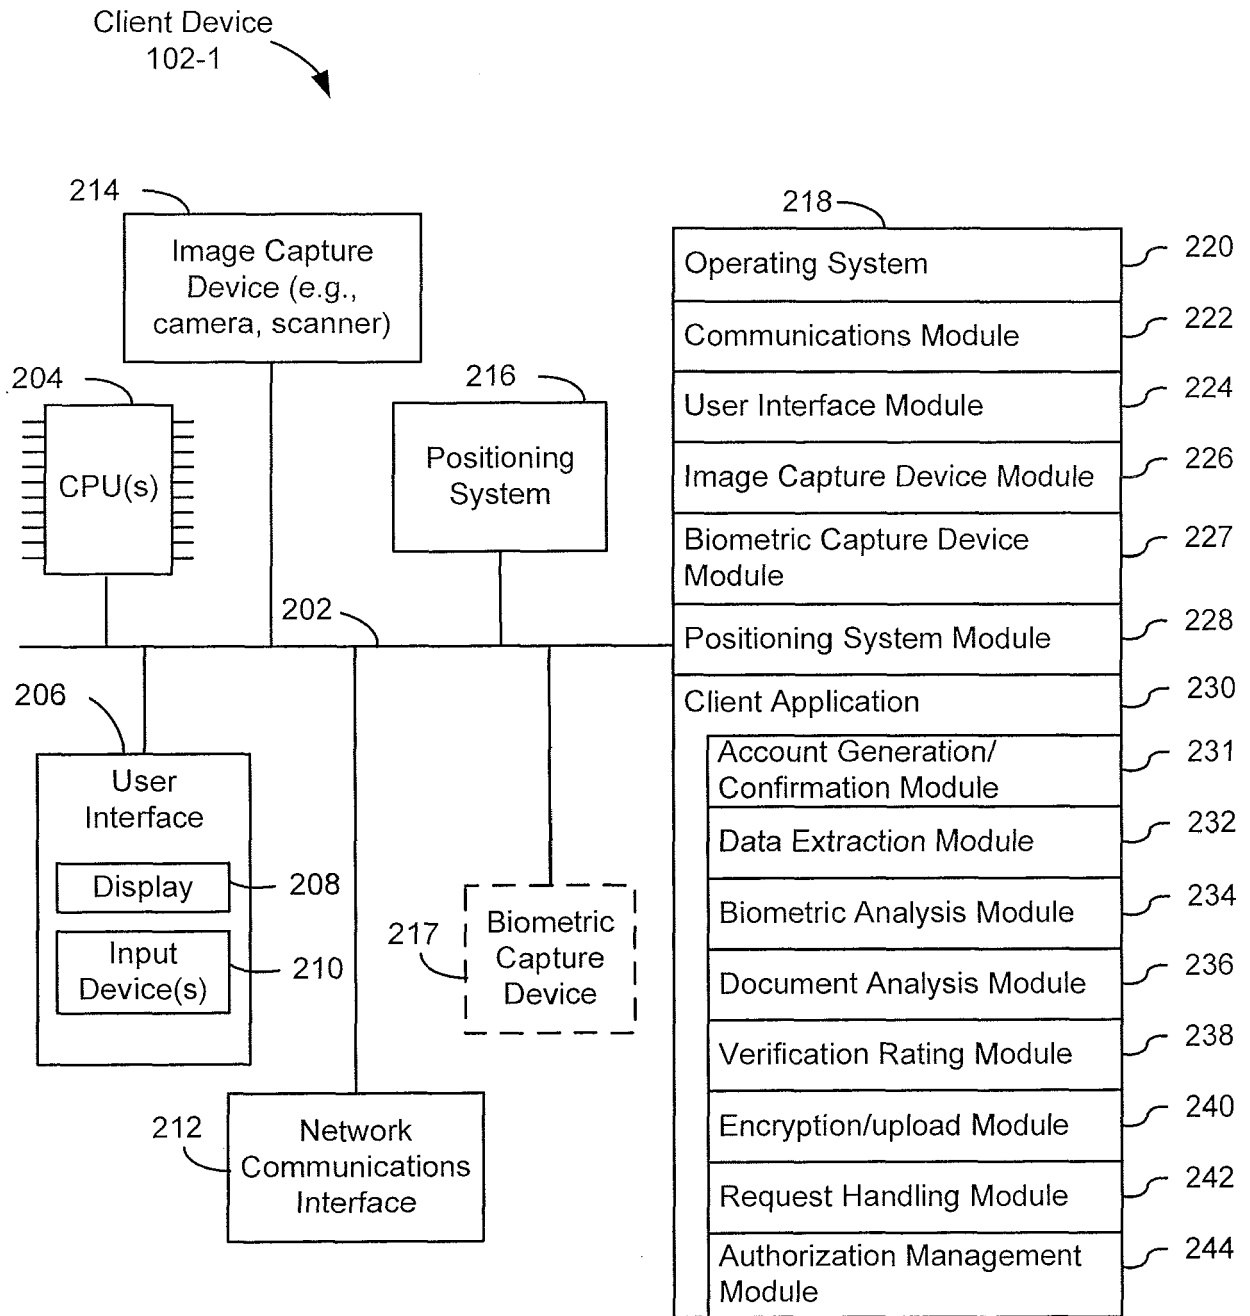 Client Device
102-1
214
Image Capture
Device (e.g.,
camera, scanner)
204
CPU(s)
216
Positioning
System
202
206
User
Interface
Display
208
Input
Device(s)
210
217
Biometric
Capture
Device
212
Network
Communications
Interface
218
Operating System
220
Communications Module
222
User Interface Module
224
Image Capture Device Module
226
Biometric Capture Device
Module
227
Positioning System Module
228
Client Application
230
Account Generation/
Confirmation Module
231
Data Extraction Module
232
Biometric Analysis Module
234
Document Analysis Module
236
Verification Rating Module
238
Encryption/upload Module
240
Request Handling Module
242
Authorization Management
Module
244